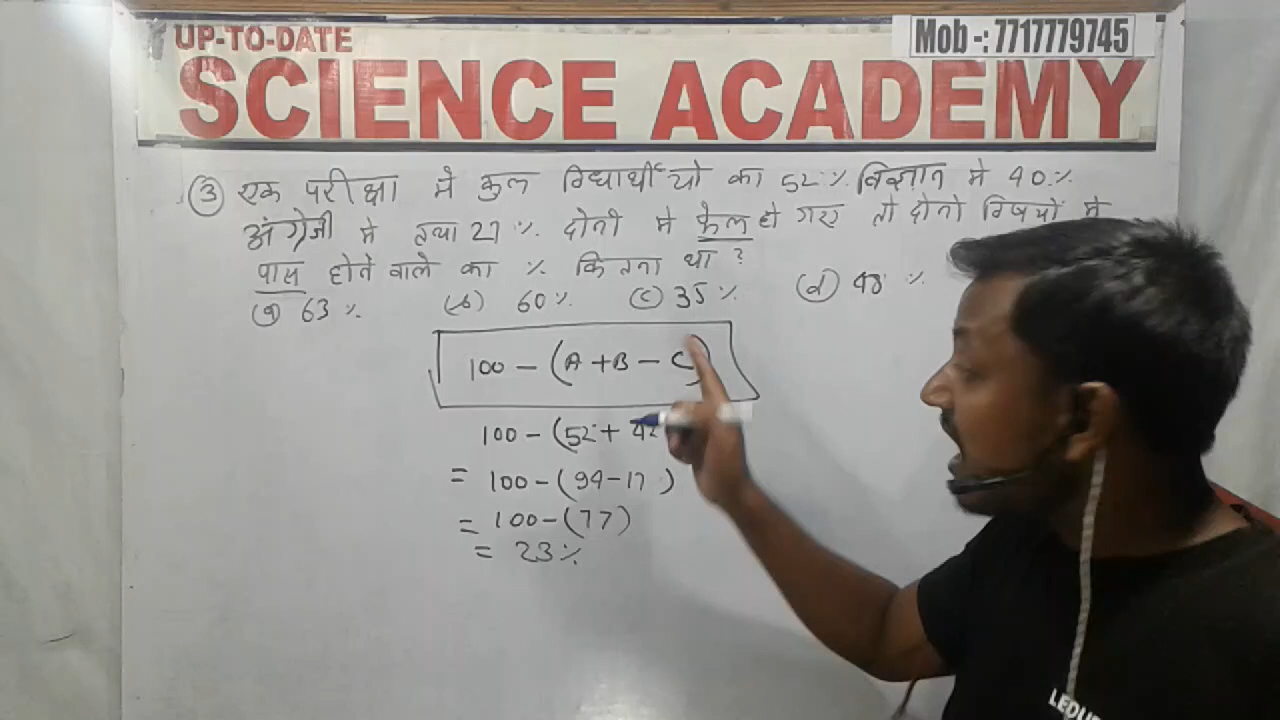 UP-TO-DATE
Mob -: 7717779745
SCIENCE ACADEMY
③ एक परीक्षा मे कुल विधार्थीयो का 52% विज्ञान मे 40%
अंग्रेजी मे तथा 27% दोनो मे फेल हो गए तो दोनो विषयों मे
पास होने वाले का % कितना था ?
(a) 63% (b) 60% (c) 35% (d) 48%
100 - (A + B - C)
100 - (52 + 42
= 100 - (94 - 17)
= 100 - (77)
= 23%